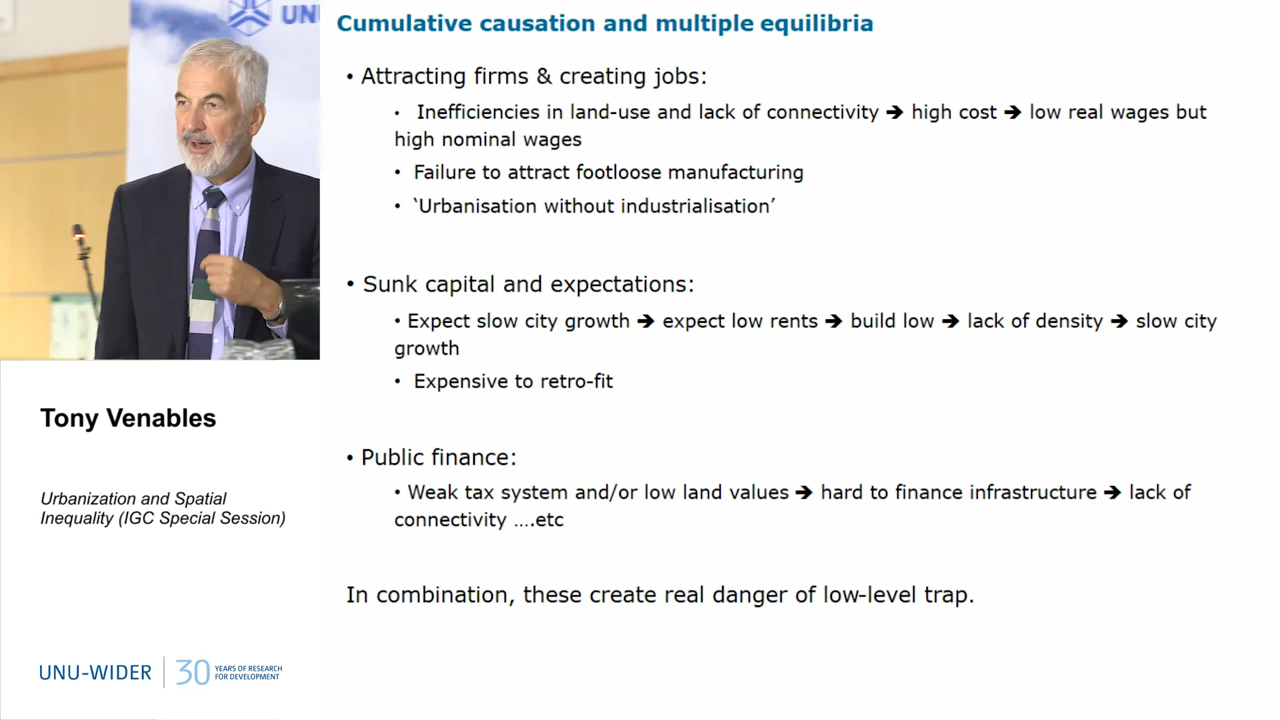 UN
Cumulative causation and multiple equilibria
• Attracting firms & creating jobs:
• Inefficiencies in land-use and lack of connectivity ➔ high cost ➔ low real wages but
high nominal wages
• Failure to attract footloose manufacturing
• ‘Urbanisation without industrialisation’
• Sunk capital and expectations:
• Expect slow city growth ➔ expect low rents ➔ build low ➔ lack of density ➔ slow city
growth
• Expensive to retro-fit
• Public finance:
• Weak tax system and/or low land values ➔ hard to finance infrastructure ➔ lack of
connectivity ….etc
In combination, these create real danger of low-level trap.
Tony Venables
Urbanization and Spatial
Inequality (IGC Special Session)
UNU-WIDER
30
YEARS OF RESEARCH
FOR DEVELOPMENT